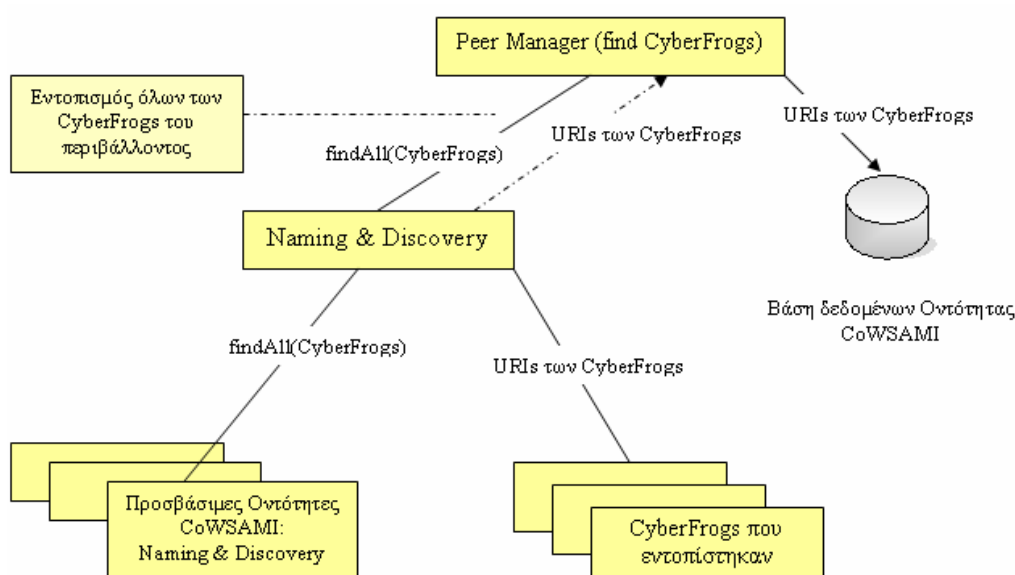 Peer Manager (find CyberFrogs)
Εντοπισμός όλων των
CyberFrogs του
περιβάλλοντος
URIs των CyberFrogs
URIs των CyberFrogs
findAll(CyberFrogs)
Naming & Discovery
Βάση δεδομένων Οντότητας
CoWSAMI
findAll(CyberFrogs)
URIs των CyberFrogs
Προσβάσιμες Οντότητες
CoWSAMI:
Naming & Discovery
CyberFrogs που
εντοπίστηκαν